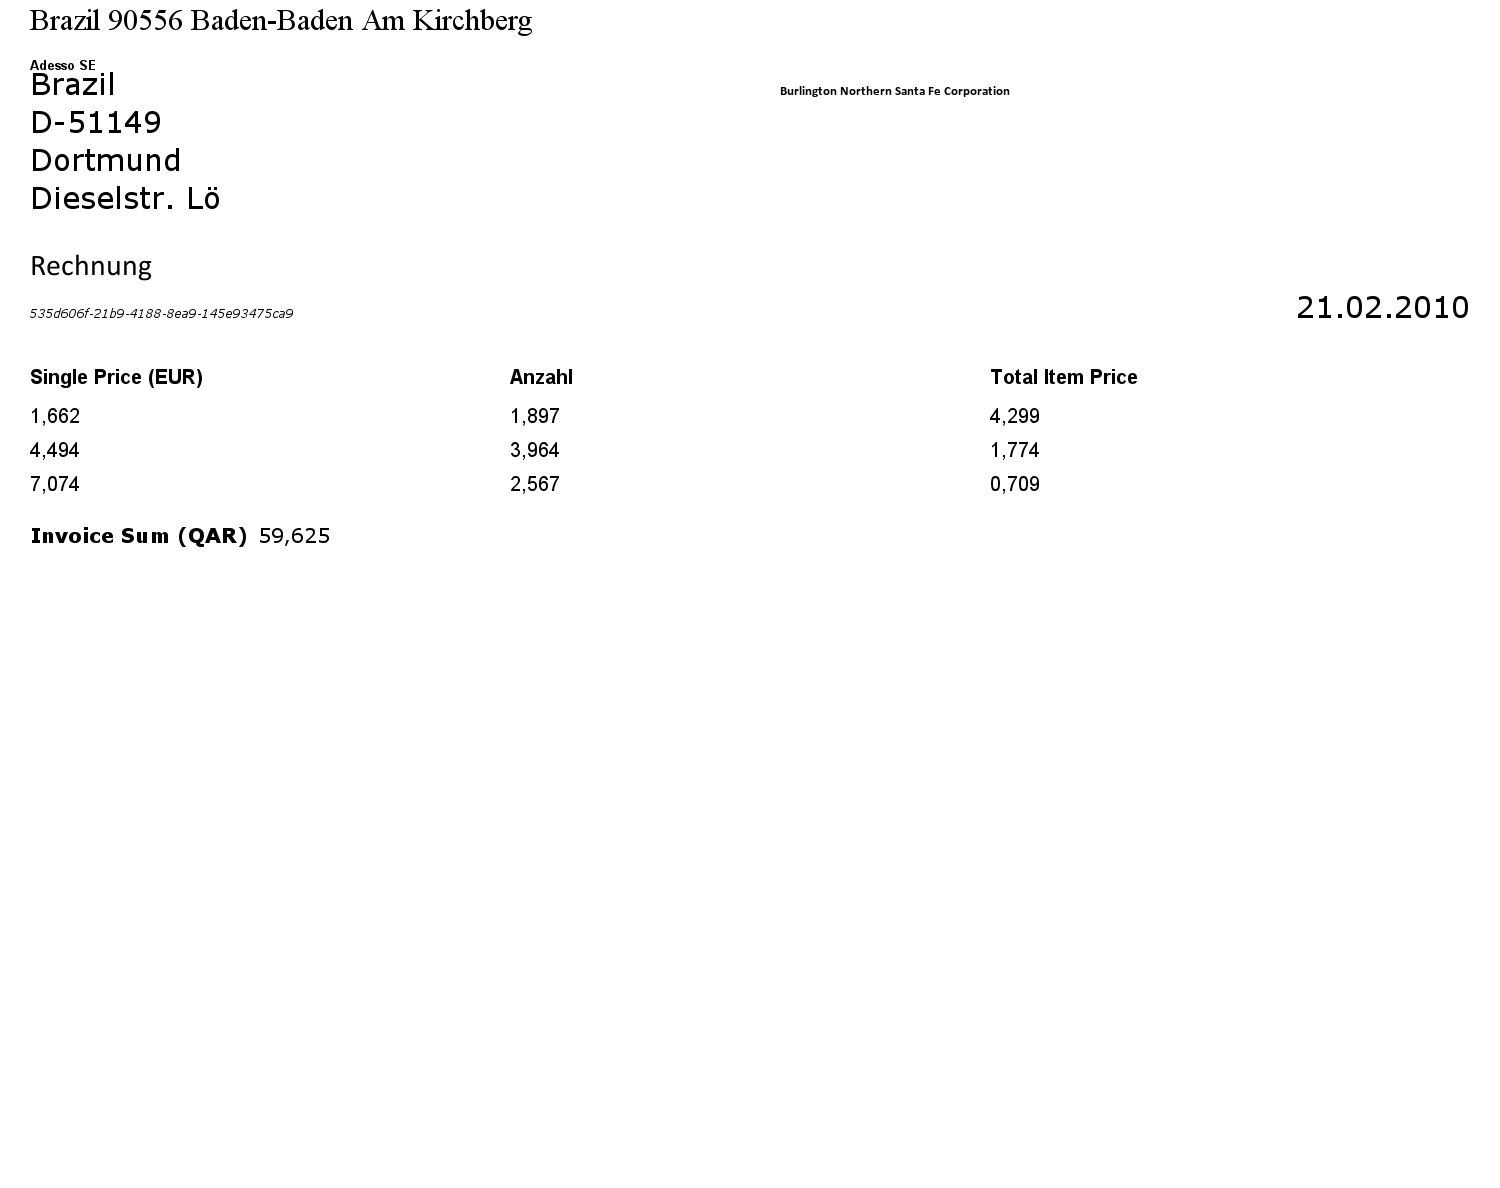 Brazil 90556 Baden-Baden Am Kirchberg
Adesso SE
Brazil
Burlington Northern Santa Fe Corporation
D-51149
Dortmund
Dieselstr. Lö
Rechnung
535d606f-21b9-4188-8ea9-145e93475ca9 21.02.2010
Single Price (EUR) Anzahl Total Item Price
1,662 1,897 4,299
4,494 3,964 1,774
7,074 2,567 0,709
Invoice Sum (QAR) 59,625